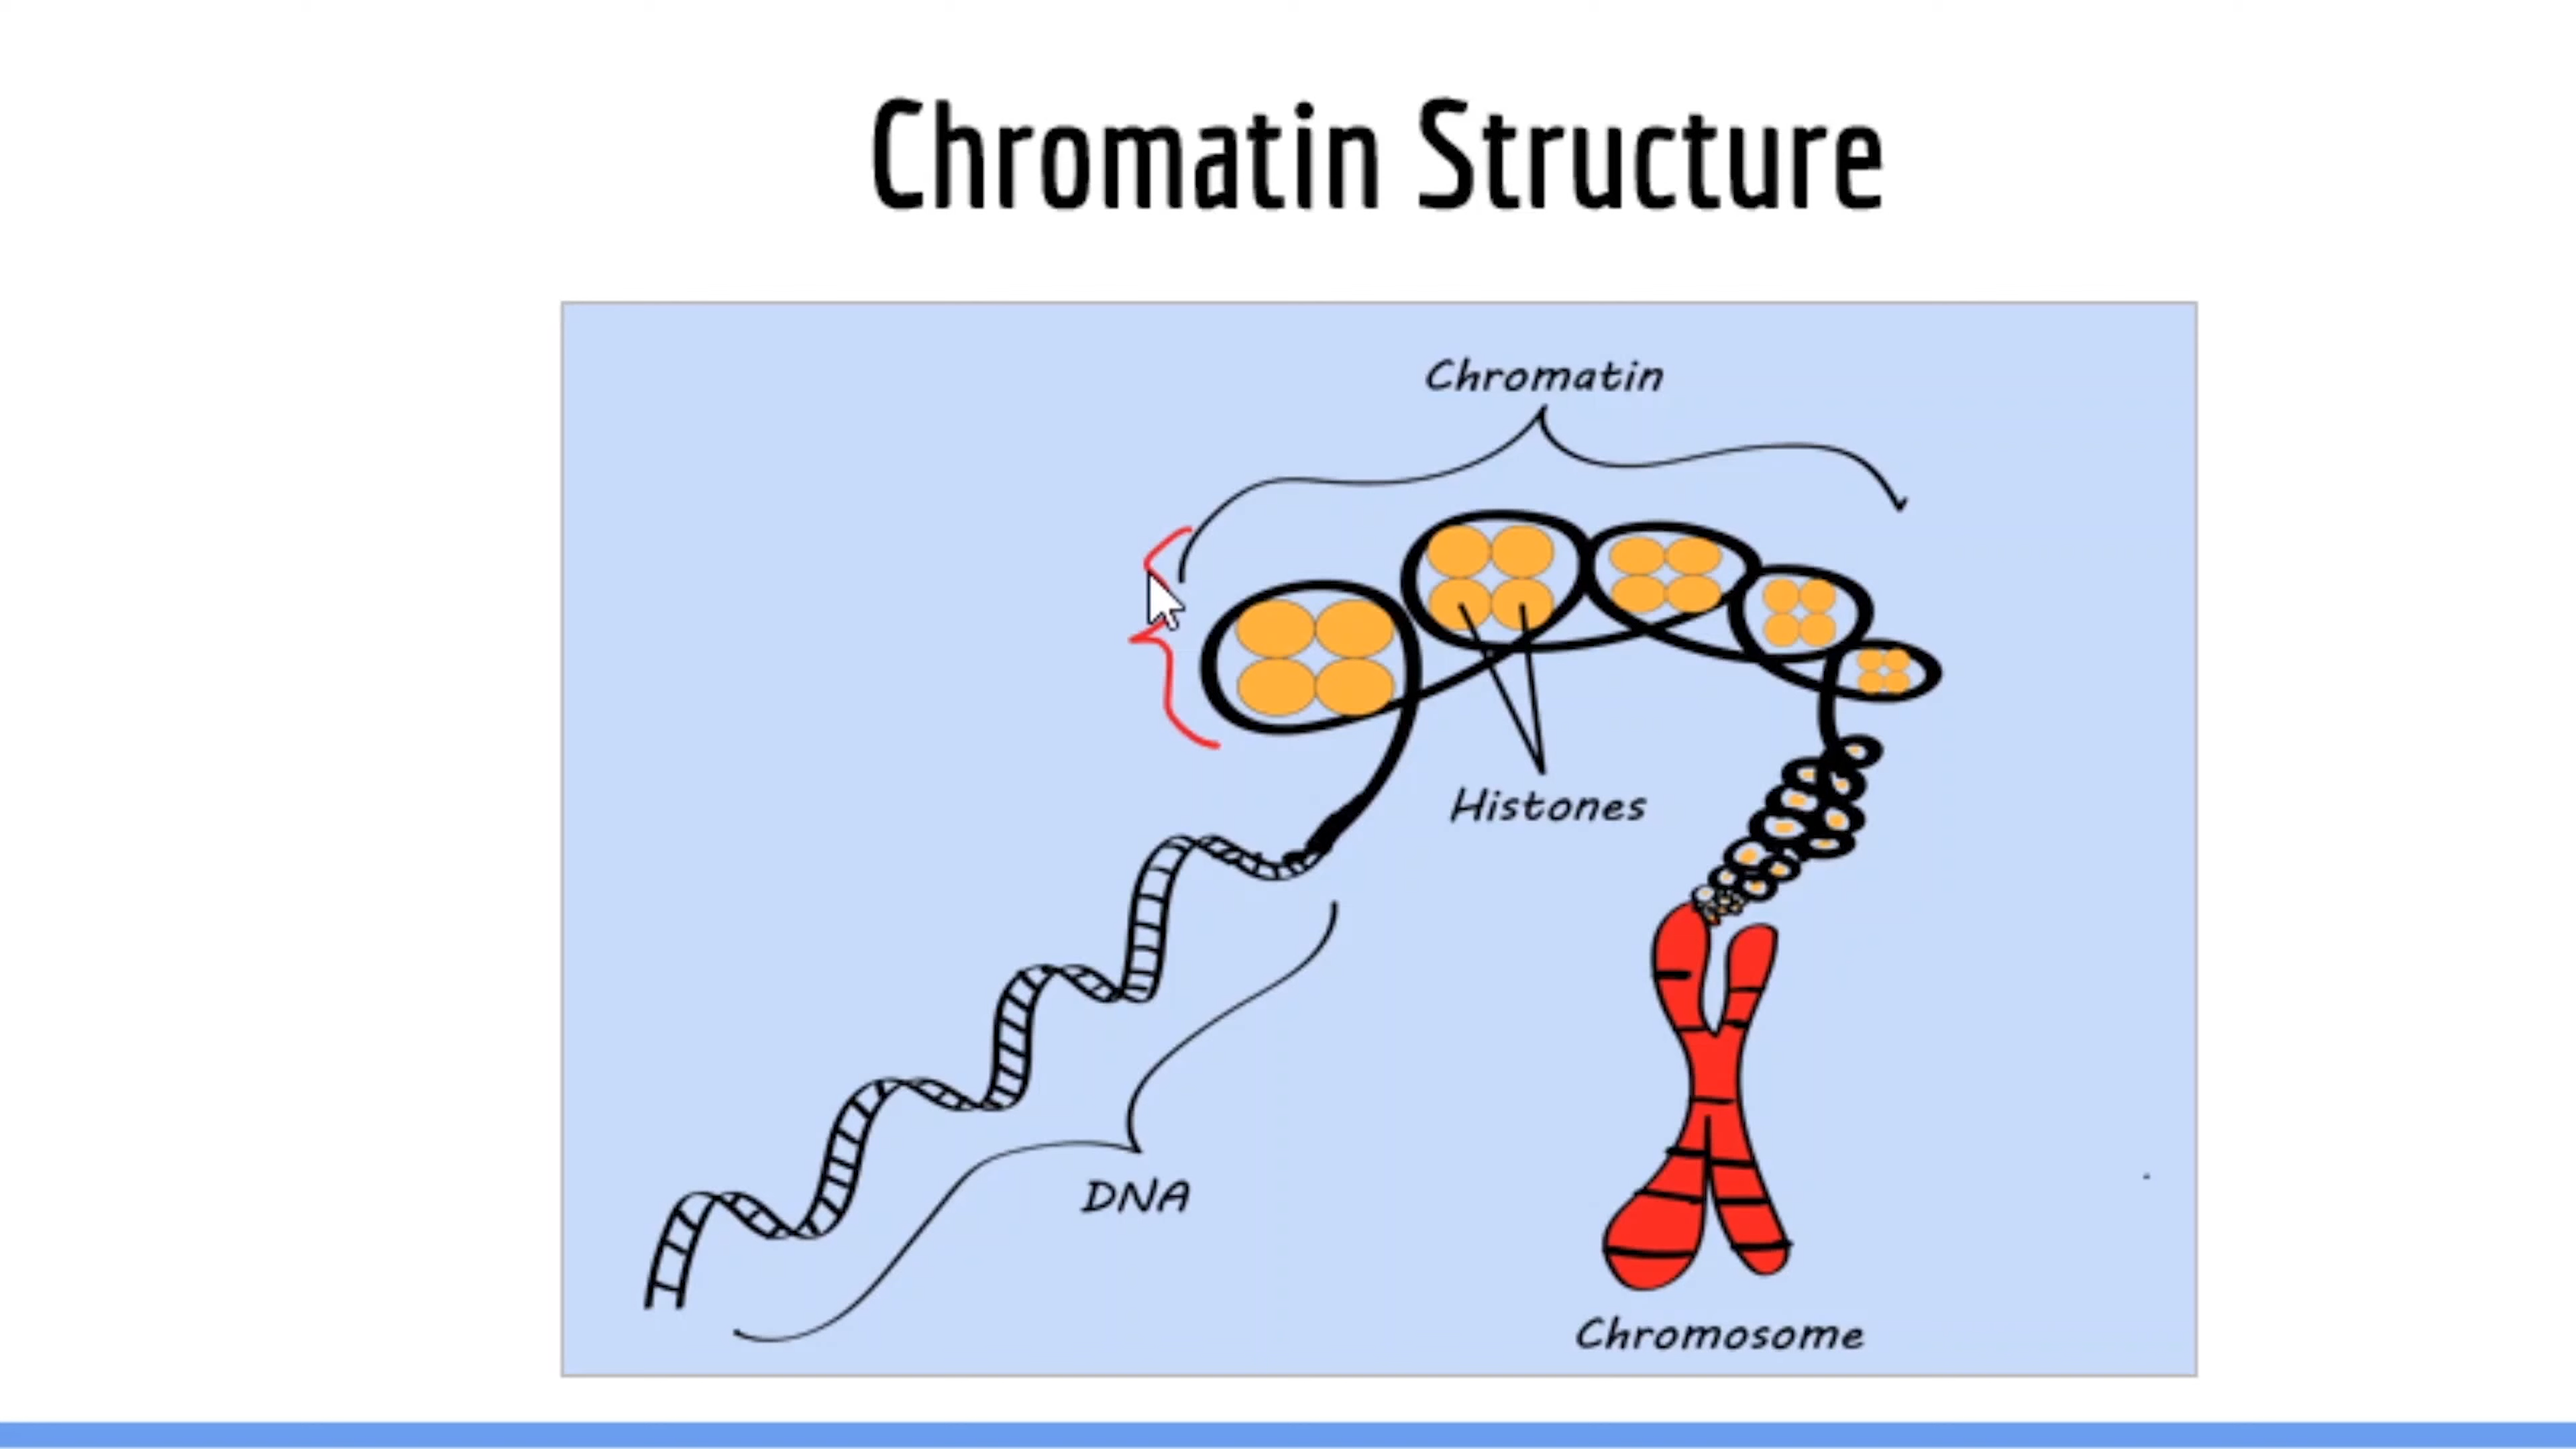 Chromatin Structure
Chromatin
Histones
DNA
Chromosome